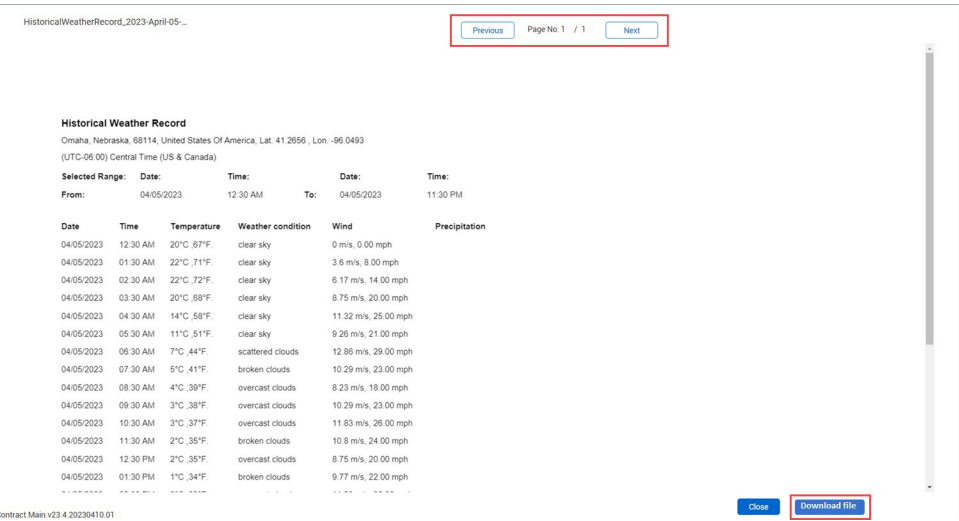 HistoricalWeatherRecord_2023-April-05-...
Previous Page No: 1 / 1 Next
Historical Weather Record
Omaha, Nebraska, 68114, United States Of America, Lat. 41.2656 , Lon. -96.0493
(UTC-06:00) Central Time (US & Canada)
Selected Range: Date: Time: Date: Time:
From: 04/05/2023 12:30 AM To: 04/05/2023 11:30 PM
Date Time Temperature Weather condition Wind Precipitation
04/05/2023 12:30 AM 20°C ,67°F. clear sky 0 m/s, 0.00 mph
04/05/2023 01:30 AM 22°C ,71°F. clear sky 3.6 m/s, 8.00 mph
04/05/2023 02:30 AM 22°C ,72°F. clear sky 6.17 m/s, 14.00 mph
04/05/2023 03:30 AM 20°C ,68°F. clear sky 8.75 m/s, 20.00 mph
04/05/2023 04:30 AM 14°C ,58°F. clear sky 11.32 m/s, 25.00 mph
04/05/2023 05:30 AM 11°C ,51°F. clear sky 9.26 m/s, 21.00 mph
04/05/2023 06:30 AM 7°C ,44°F. scattered clouds 12.86 m/s, 29.00 mph
04/05/2023 07:30 AM 5°C ,41°F. broken clouds 10.29 m/s, 23.00 mph
04/05/2023 08:30 AM 4°C ,39°F. overcast clouds 8.23 m/s, 18.00 mph
04/05/2023 09:30 AM 3°C ,38°F. overcast clouds 10.29 m/s, 23.00 mph
04/05/2023 10:30 AM 3°C ,37°F. overcast clouds 11.83 m/s, 26.00 mph
04/05/2023 11:30 AM 2°C ,35°F. broken clouds 10.8 m/s, 24.00 mph
04/05/2023 12:30 PM 2°C ,35°F. overcast clouds 8.75 m/s, 20.00 mph
04/05/2023 01:30 PM 1°C ,34°F. broken clouds 9.77 m/s, 22.00 mph
Close Download file
ontract.Main.v23.4.20230410.01